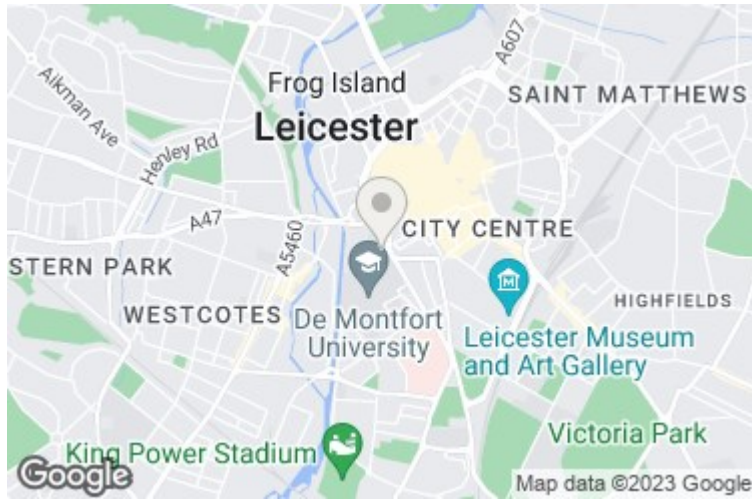 A607
Frog Island
Leicester
SAINT MATTHEWS
Alkman Ave
Henley Rd
A47
A5460
CITY CENTRE
STERN PARK
WESTCOTES
De Montfort
University
HIGHFIELDS
Leicester Museum
and Art Gallery
Victoria Park
King Power Stadium
Google
Map data ©2023 Google